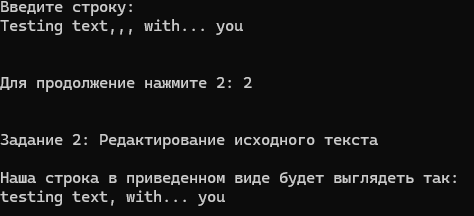 Введите строку:
Testing text,,, with... you
Для продолжение нажмите 2: 2
Задание 2: Редактирование исходного текста
Наша строка в приведенном виде будет выглядеть так:
testing text, with... you